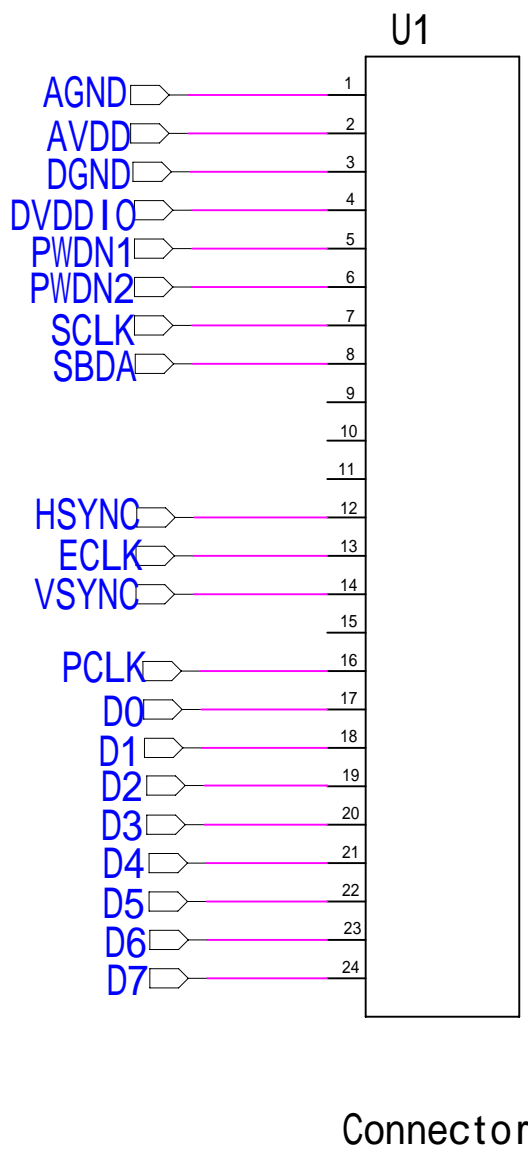 U1
AGND 1
AVDD 2
DGND 3
DVDDIO 4
PWDN1 5
PWDN2 6
SCLK 7
SBDA 8
9
10
11
HSYNC 12
ECLK 13
VSYNC 14
15
PCLK 16
D0 17
D1 18
D2 19
D3 20
D4 21
D5 22
D6 23
D7 24
Connector